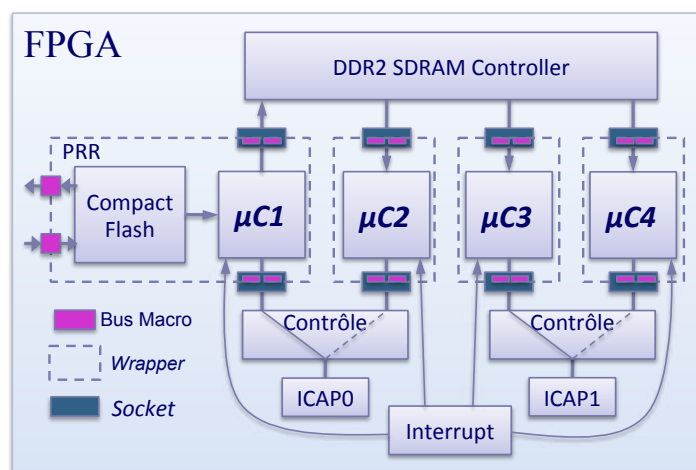 FPGA
DDR2 SDRAM Controller
PRR
Compact
Flash
µC1
µC2
µC3
µC4
Bus Macro
Wrapper
Socket
Contrôle
Contrôle
ICAP0
ICAP1
Interrupt